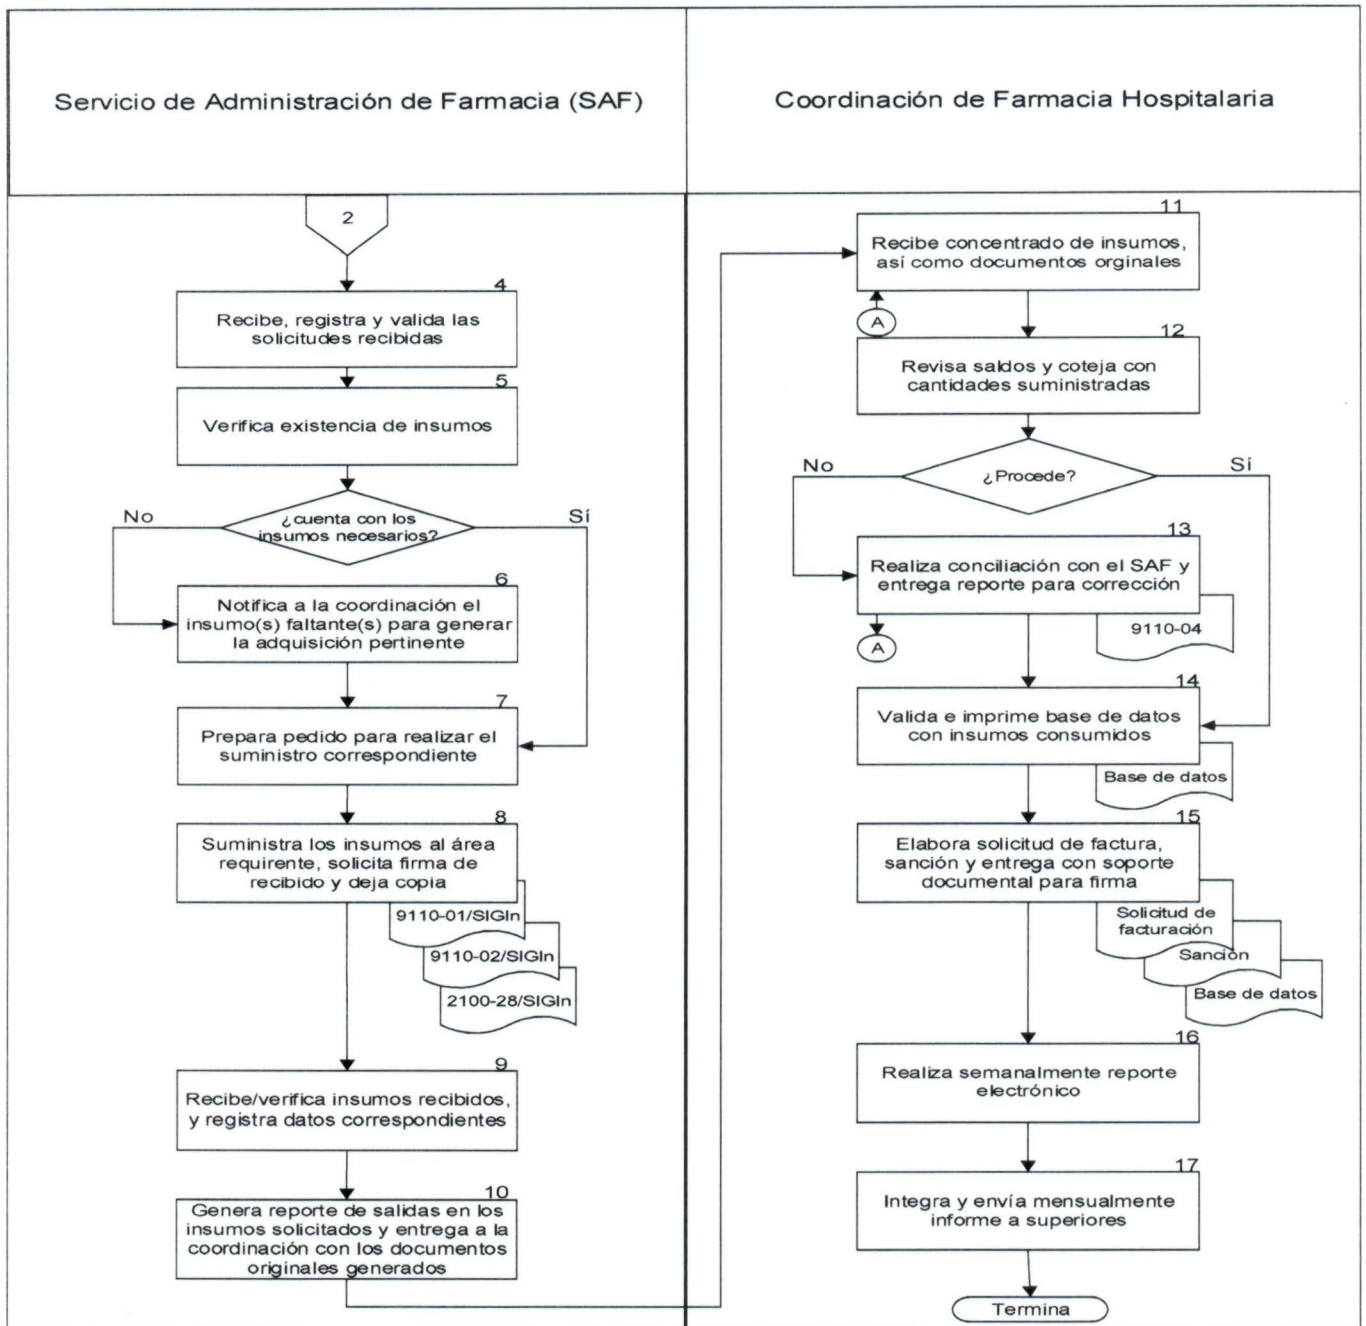 Servicio de Administración de Farmacia (SAF)
Coordinación de Farmacia Hospitalaria
2
4
Recibe, registra y valida las
solicitudes recibidas
5
Verifica existencia de insumos
¿cuenta con los
insumos necesarios?
No
Sí
6
Notifica a la coordinación el
insumo(s) faltante(s) para generar
la adquisición pertinente
7
Prepara pedido para realizar el
suministro correspondiente
8
Suministra los insumos al área
requirente, solicita firma de
recibido y deja copia
9110-01/SIGIn
9110-02/SIGIn
2100-28/SIGIn
9
Recibe/verifica insumos recibidos,
y registra datos correspondientes
10
Genera reporte de salidas en los
insumos solicitados y entrega a la
coordinación con los documentos
originales generados
11
Recibe concentrado de insumos,
así como documentos orginales
A
12
Revisa saldos y coteja con
cantidades suministradas
No
¿Procede?
Sí
13
Realiza conciliación con el SAF y
entrega reporte para corrección
9110-04
A
14
Valida e imprime base de datos
con insumos consumidos
Base de datos
15
Elabora solicitud de factura,
sanción y entrega con soporte
documental para firma
Solicitud de
facturación
Sanción
Base de datos
16
Realiza semanalmente reporte
electrónico
17
Integra y envía mensualmente
informe a superiores
Termina